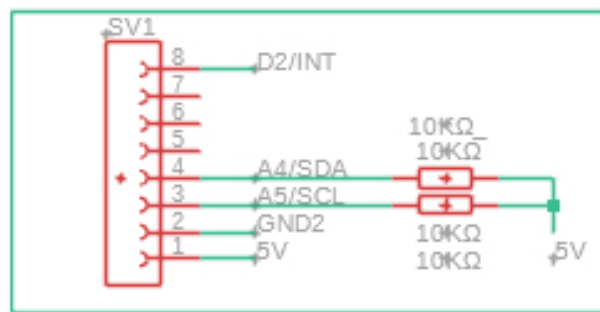 SV1
8 D2/INT
7
6
5
10KΩ_
10KΩ
4 A4/SDA
3 A5/SCL
2 GND2
10KΩ
1 5V
10KΩ
5V